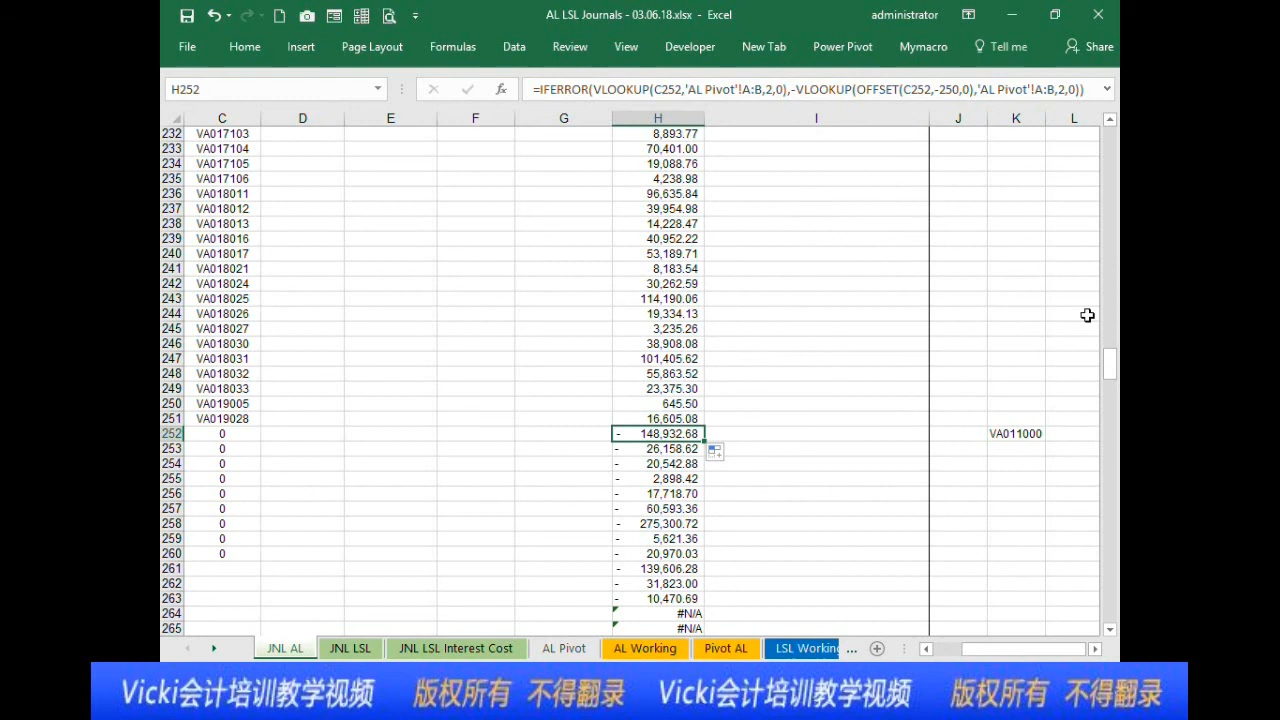 AL LSL Journals - 03.06.18.xlsx - Excel administrator
File Home Insert Page Layout Formulas Data Review View Developer New Tab Power Pivot Mymacro Tell me Share
H252 fx =IFERROR(VLOOKUP(C252,'AL Pivot'!A:B,2,0),-VLOOKUP(OFFSET(C252,-250,0),'AL Pivot'!A:B,2,0))
C D E F G H I J K L
232 VA017103 8,893.77
233 VA017104 70,401.00
234 VA017105 19,088.76
235 VA017106 4,238.98
236 VA018011 96,635.84
237 VA018012 39,954.98
238 VA018013 14,228.47
239 VA018016 40,952.22
240 VA018017 53,189.71
241 VA018021 8,183.54
242 VA018024 30,262.59
243 VA018025 114,190.06
244 VA018026 19,334.13
245 VA018027 3,235.26
246 VA018030 38,908.08
247 VA018031 101,405.62
248 VA018032 55,863.52
249 VA018033 23,375.30
250 VA019005 645.50
251 VA019028 16,605.08
252 0 - 148,932.68 VA011000
253 0 - 26,158.62
254 0 - 20,542.88
255 0 - 2,898.42
256 0 - 17,718.70
257 0 - 60,593.36
258 0 - 275,300.72
259 0 - 5,621.36
260 0 - 20,970.03
261 - 139,606.28
262 - 31,823.00
263 - 10,470.69
264 #N/A
265 #N/A
JNL AL JNL LSL JNL LSL Interest Cost AL Pivot AL Working Pivot AL LSL Working ...
Vicki会计培训教学视频 版权所有 不得翻录 Vicki会计培训教学视频 版权所有 不得翻录